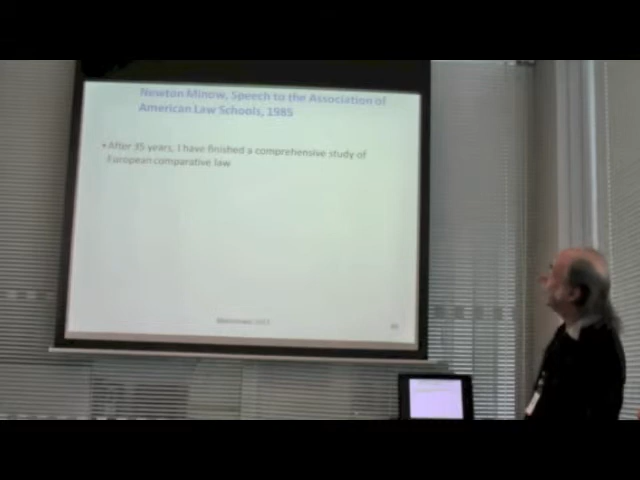 Newton Minow, Speech to the Association of
American Law Schools, 1985
• After 35 years, I have finished a comprehensive study of
European comparative law